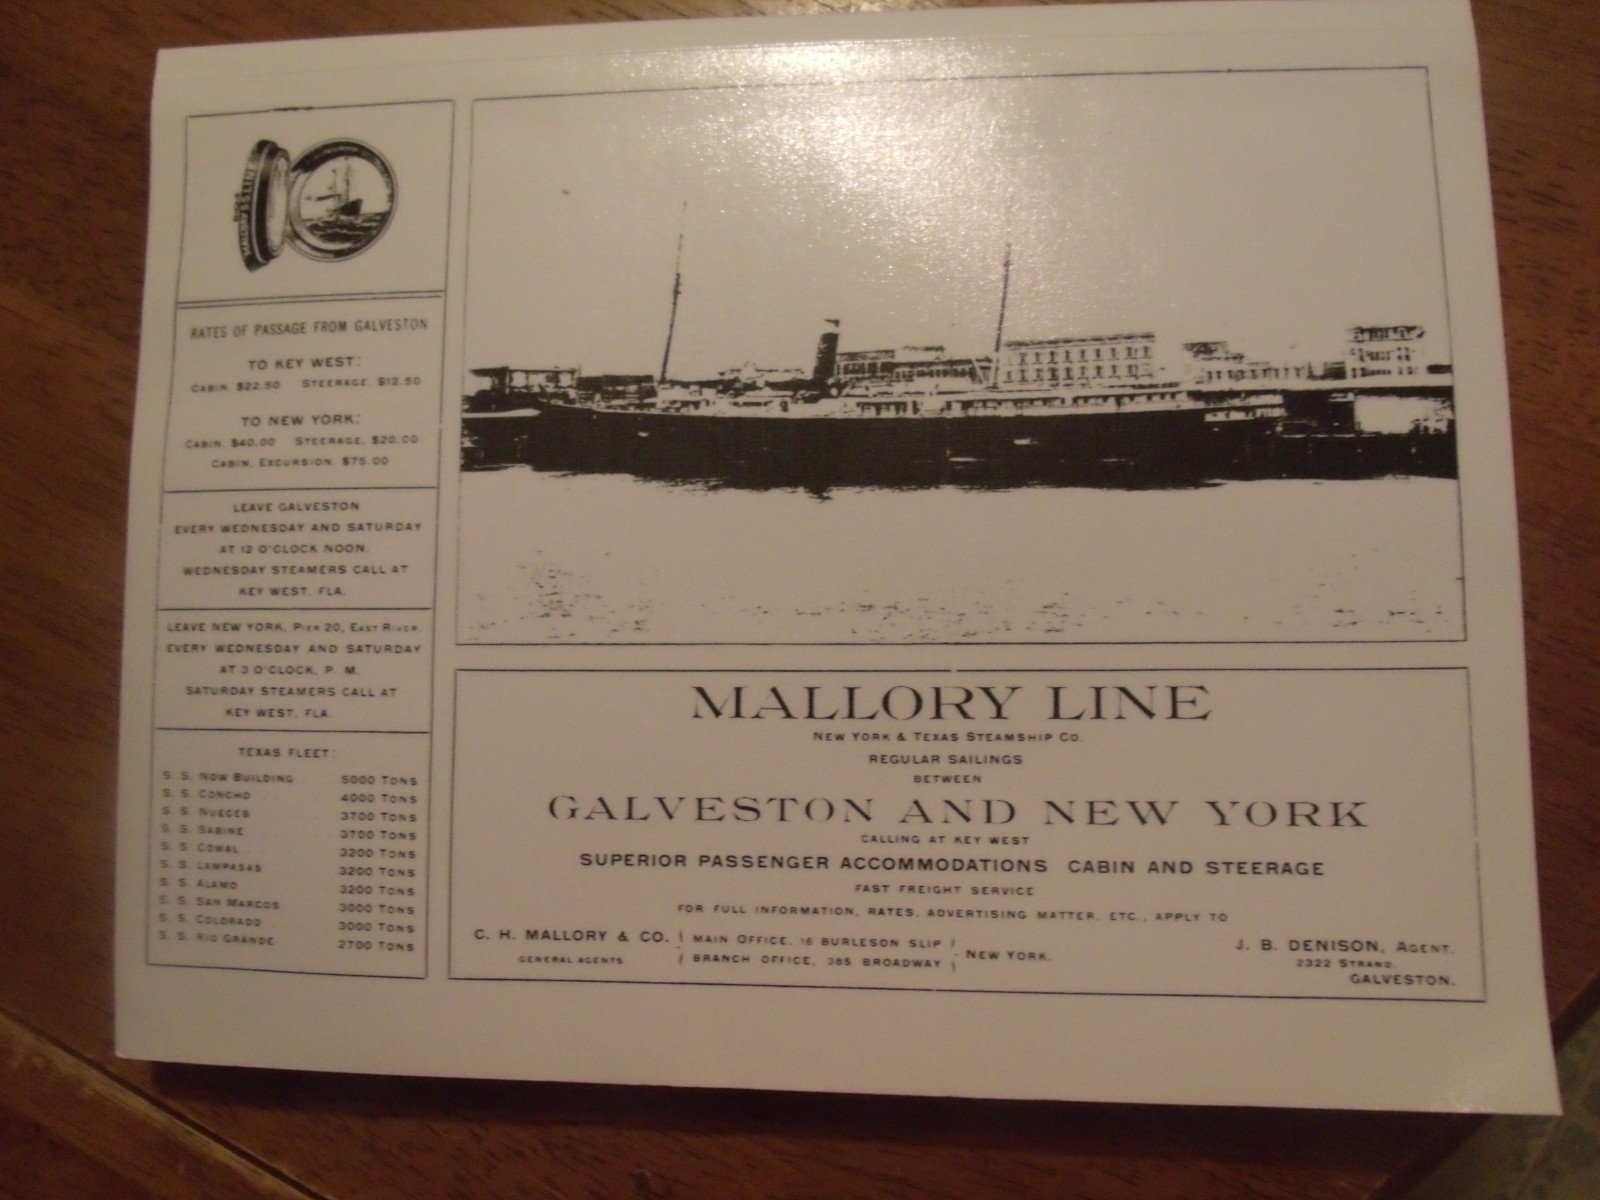 MALLORY S.S. LINE
RATES OF PASSAGE FROM GALVESTON
TO KEY WEST:
CABIN, $22.50 STEERAGE, $12.50
TO NEW YORK:
CABIN, $40.00 STEERAGE, $20.00
CABIN, EXCURSION, $75.00
LEAVE GALVESTON
EVERY WEDNESDAY AND SATURDAY
AT 12 O'CLOCK NOON.
WEDNESDAY STEAMERS CALL AT
KEY WEST, FLA.
LEAVE NEW YORK, PIER 20, EAST RIVER,
EVERY WEDNESDAY AND SATURDAY
AT 3 O'CLOCK, P. M.
SATURDAY STEAMERS CALL AT
KEY WEST, FLA.
TEXAS FLEET:
S. S. NOW BUILDING 5000 TONS
S. S. CONCHO 4000 TONS
S. S. NUECES 3700 TONS
S. S. SABINE 3700 TONS
S. S. COMAL 3200 TONS
S. S. LAMPASAS 3200 TONS
S. S. ALAMO 3200 TONS
S. S. SAN MARCOS 3000 TONS
S. S. COLORADO 3000 TONS
S. S. RIO GRANDE 2700 TONS
MALLORY LINE
NEW YORK & TEXAS STEAMSHIP CO.
REGULAR SAILINGS
BETWEEN
GALVESTON AND NEW YORK
CALLING AT KEY WEST
SUPERIOR PASSENGER ACCOMMODATIONS CABIN AND STEERAGE
FAST FREIGHT SERVICE
FOR FULL INFORMATION, RATES, ADVERTISING MATTER, ETC., APPLY TO
C. H. MALLORY & CO.
GENERAL AGENTS
MAIN OFFICE, 16 BURLESON SLIP
BRANCH OFFICE, 385 BROADWAY
NEW YORK.
J. B. DENISON, AGENT.
2322 STRAND.
GALVESTON.